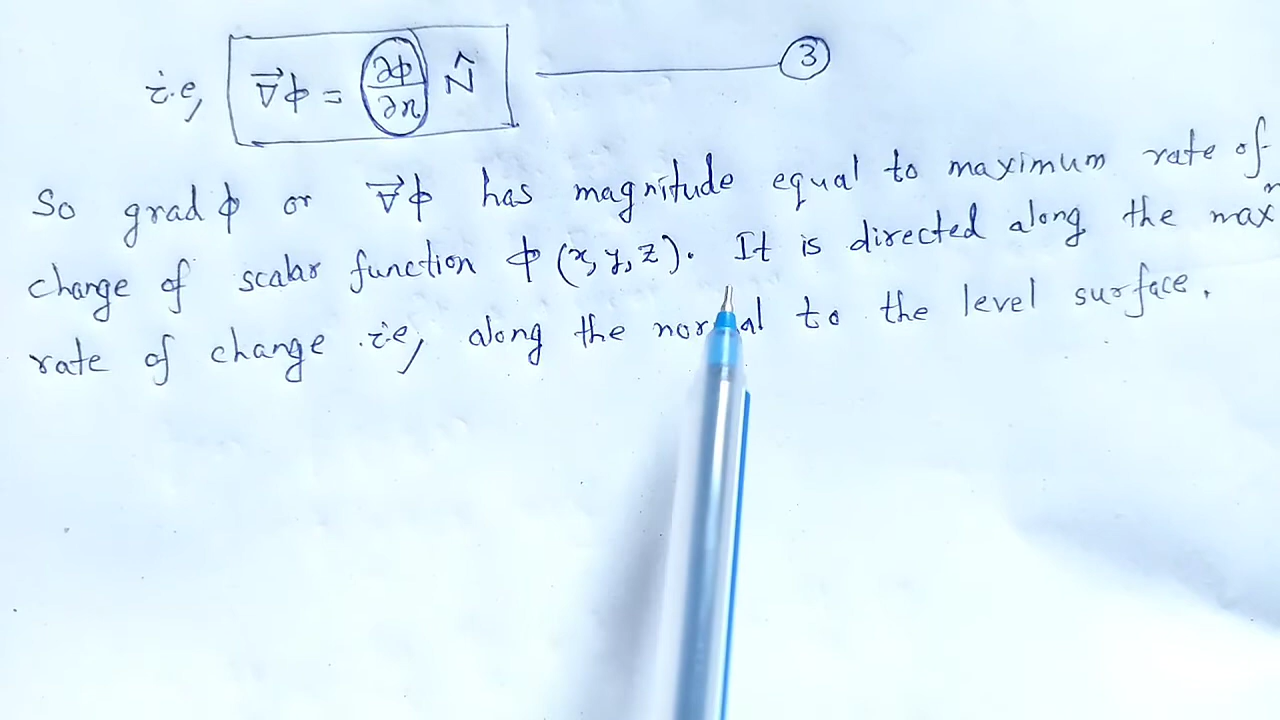 i.e, ∇⃗ϕ = (∂ϕ/∂n) N̂ ——— ③
So grad ϕ or ∇⃗ϕ has magnitude equal to maximum rate of
change of scalar function ϕ (x, y, z). It is directed along the maxᵐ
rate of change i.e, along the normal to the level surface.